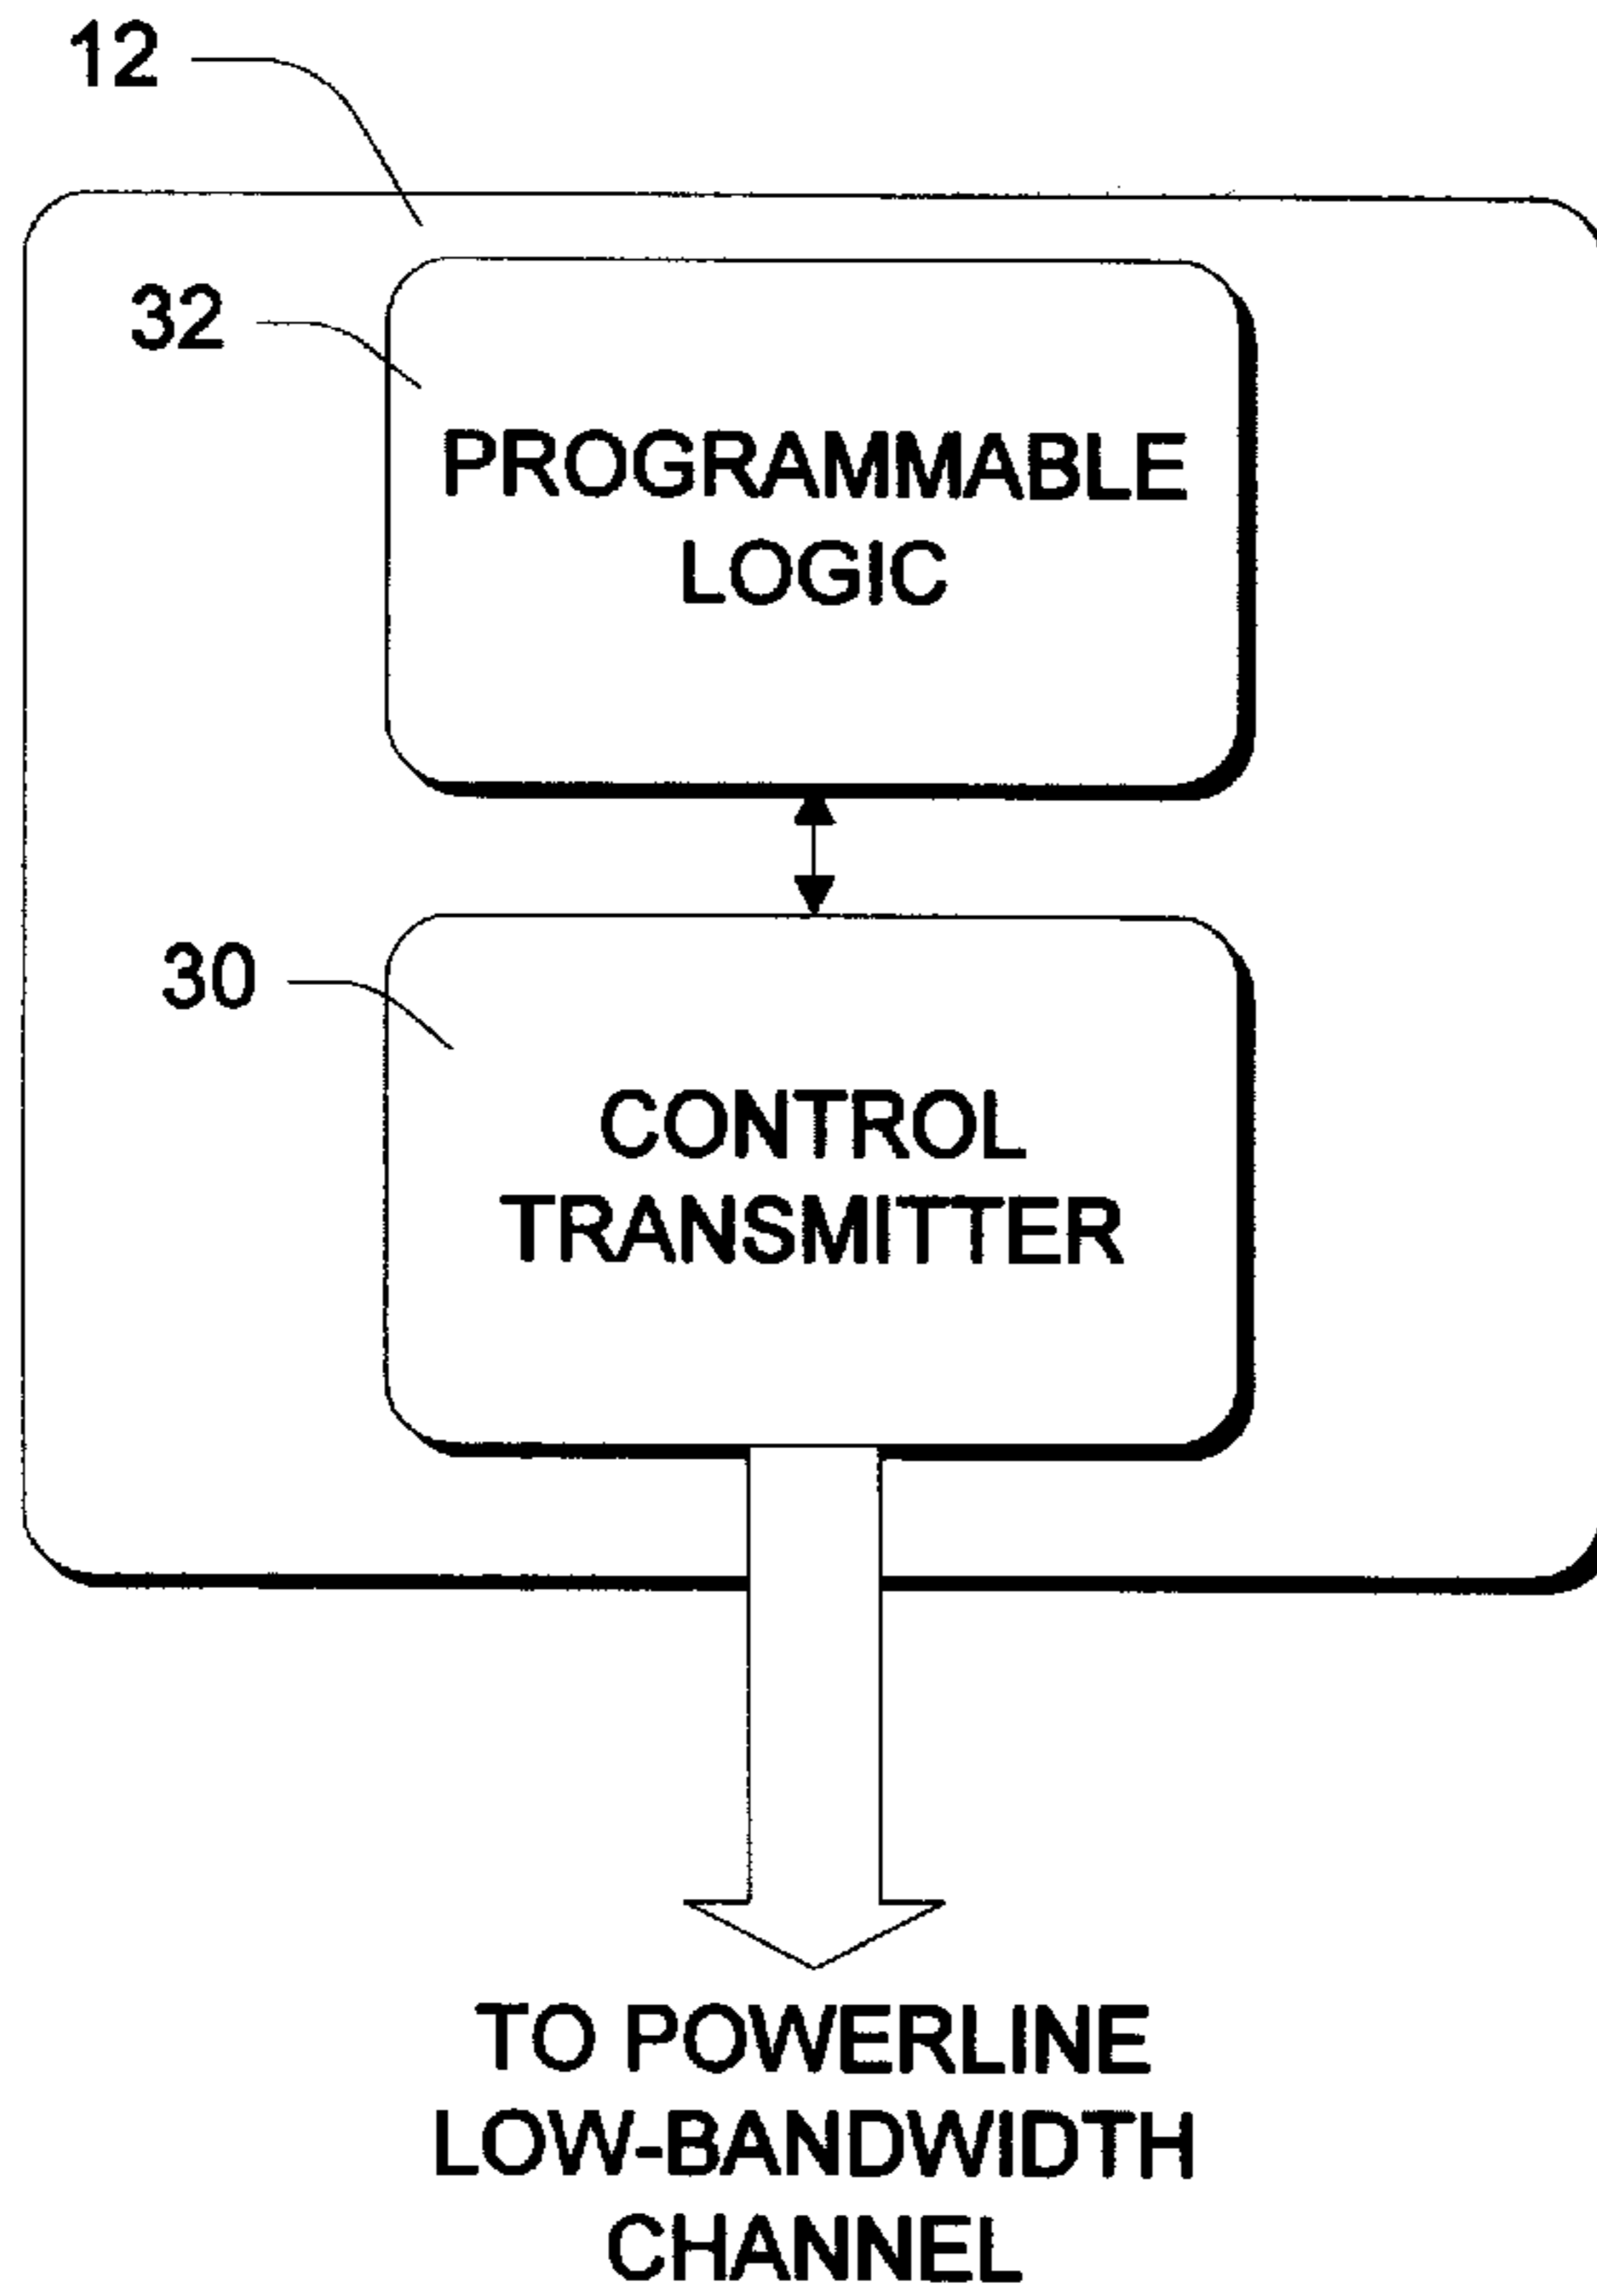 12
32
PROGRAMMABLE
LOGIC
30
CONTROL
TRANSMITTER
TO POWERLINE
LOW-BANDWIDTH
CHANNEL